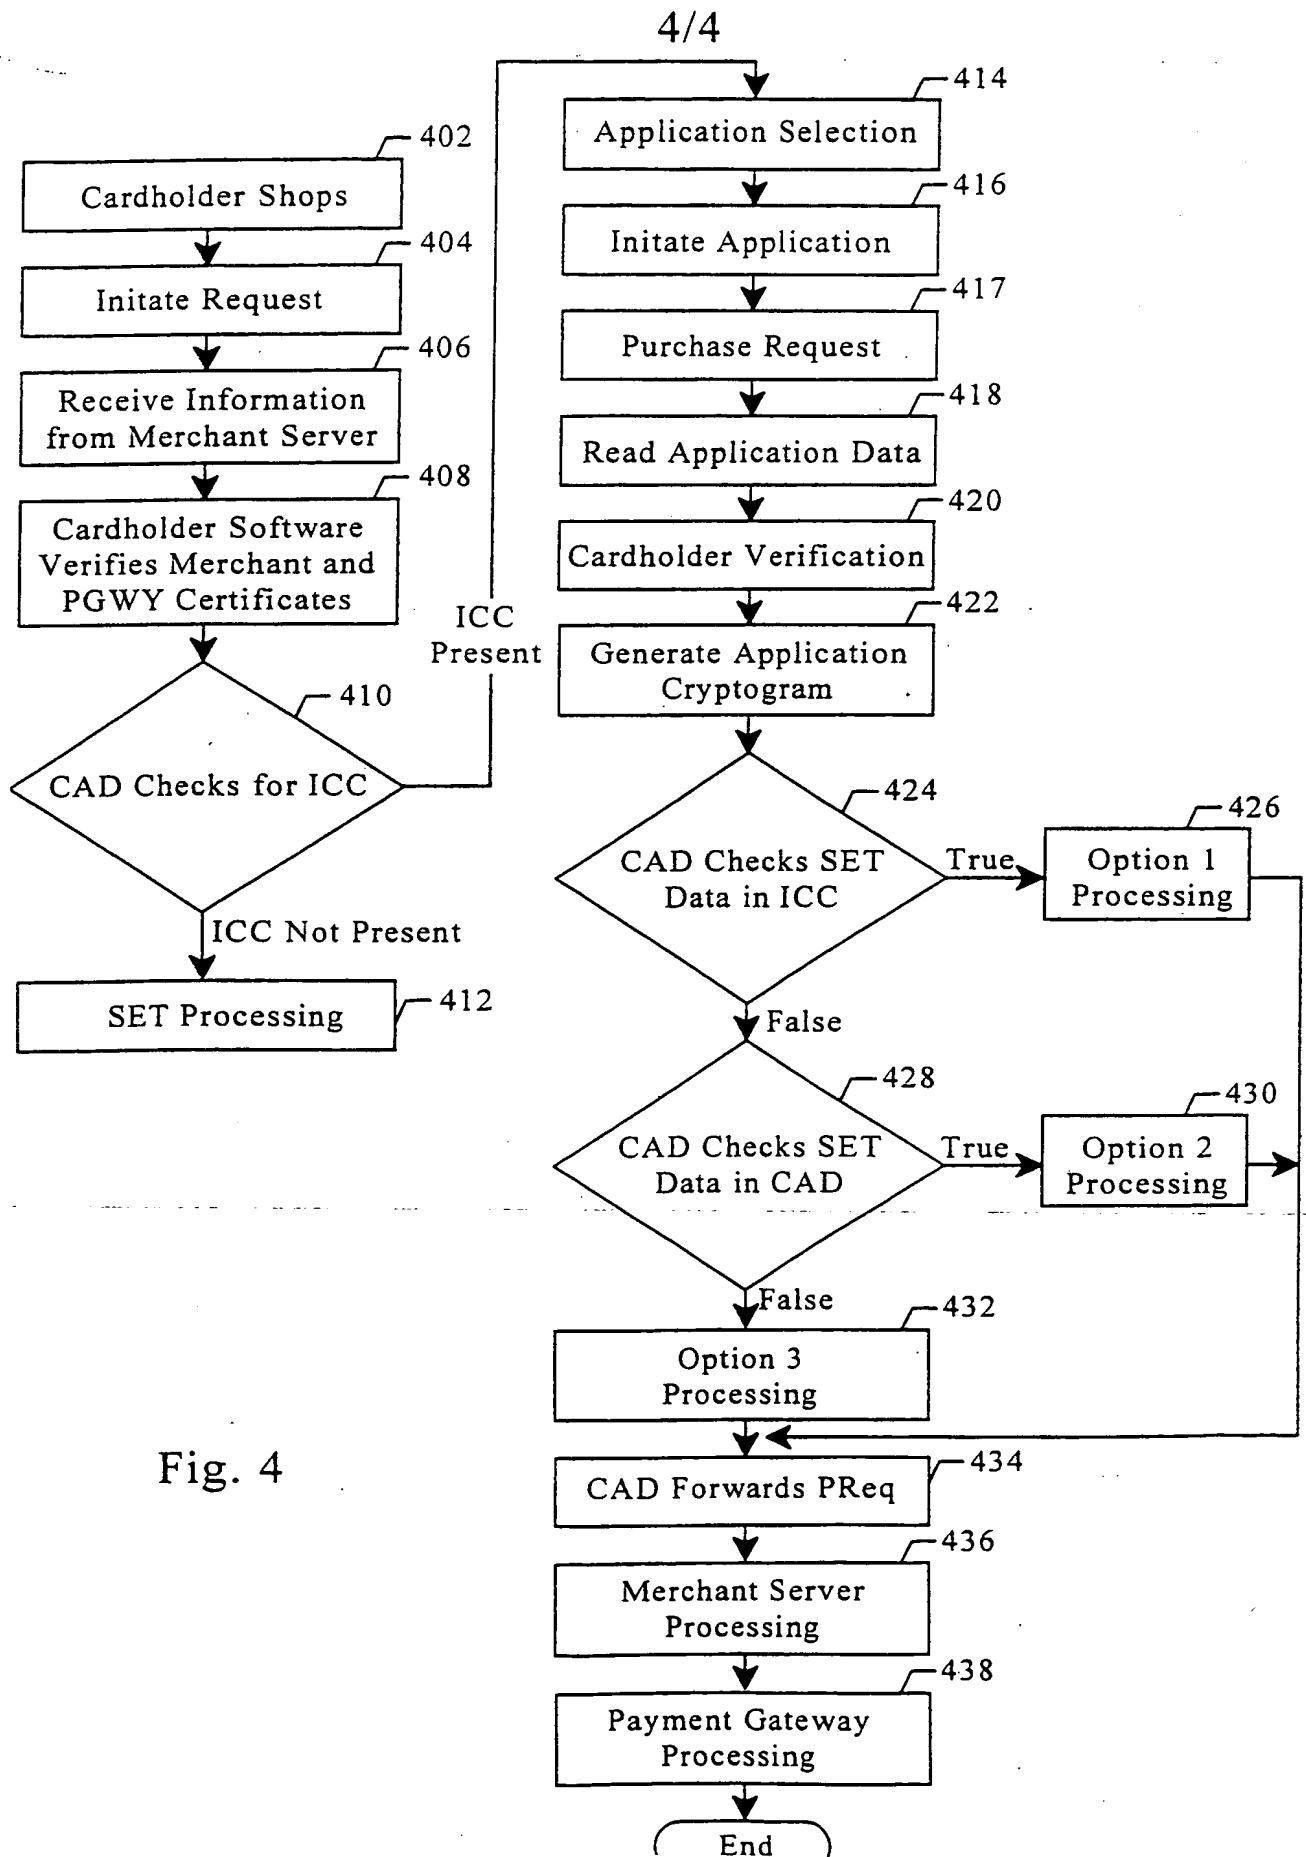 4/4
402
Cardholder Shops
404
Initate Request
406
Receive Information
from Merchant Server
408
Cardholder Software
Verifies Merchant and
PGWY Certificates
410
CAD Checks for ICC
ICC
Present
ICC Not Present
SET Processing
412
414
Application Selection
416
Initate Application
417
Purchase Request
418
Read Application Data
420
Cardholder Verification
422
Generate Application
Cryptogram
424
CAD Checks SET
Data in ICC
True
426
Option 1
Processing
False
428
CAD Checks SET
Data in CAD
True
430
Option 2
Processing
False
432
Option 3
Processing
434
CAD Forwards PReq
436
Merchant Server
Processing
438
Payment Gateway
Processing
End
Fig. 4